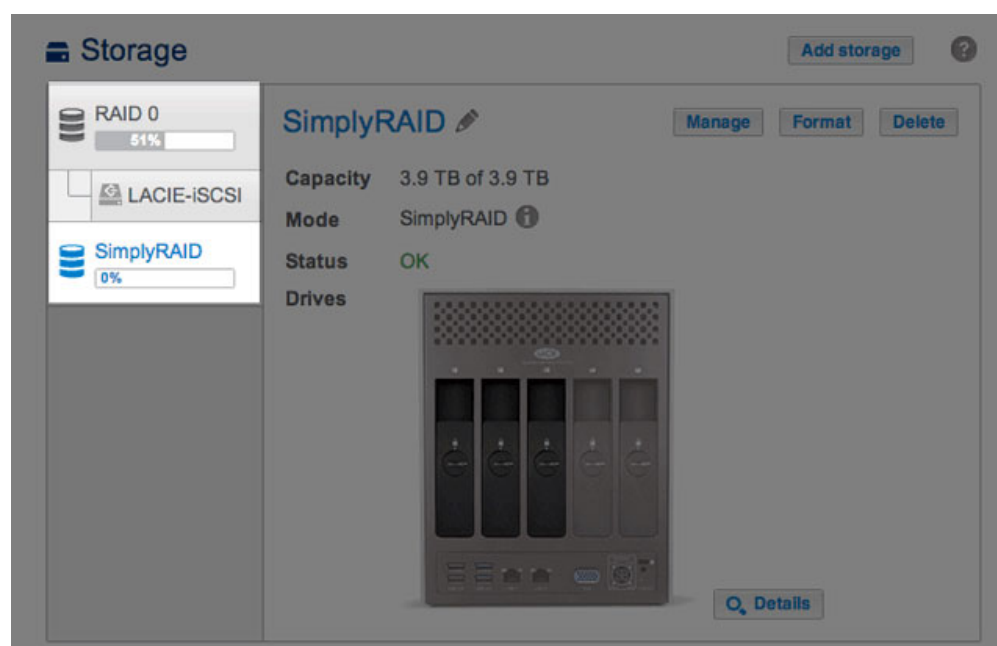 Storage
Add storage
?
RAID 0
51%
LACIE-iSCSI
SimplyRAID
0%
SimplyRAID
Manage
Format
Delete
Capacity 3.9 TB of 3.9 TB
Mode SimplyRAID i
Status OK
Drives
Details